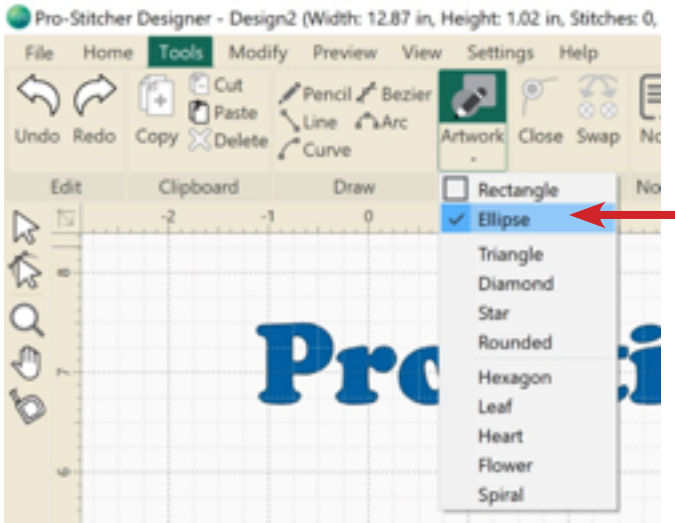 Pro-Stitcher Designer - Design2 (Width: 12.87 in, Height: 1.02 in, Stitches: 0,
File Home Tools Modify Preview View Settings Help
Cut
Pencil Bezier
Paste
Line Arc
Undo Redo Copy Delete Curve Artwork Close Swap
Edit Clipboard Draw
Rectangle
Ellipse
-2 -1 0
Triangle
Diamond
Star
Rounded
Hexagon
Leaf
Heart
Flower
Spiral
8
7
6
Pro